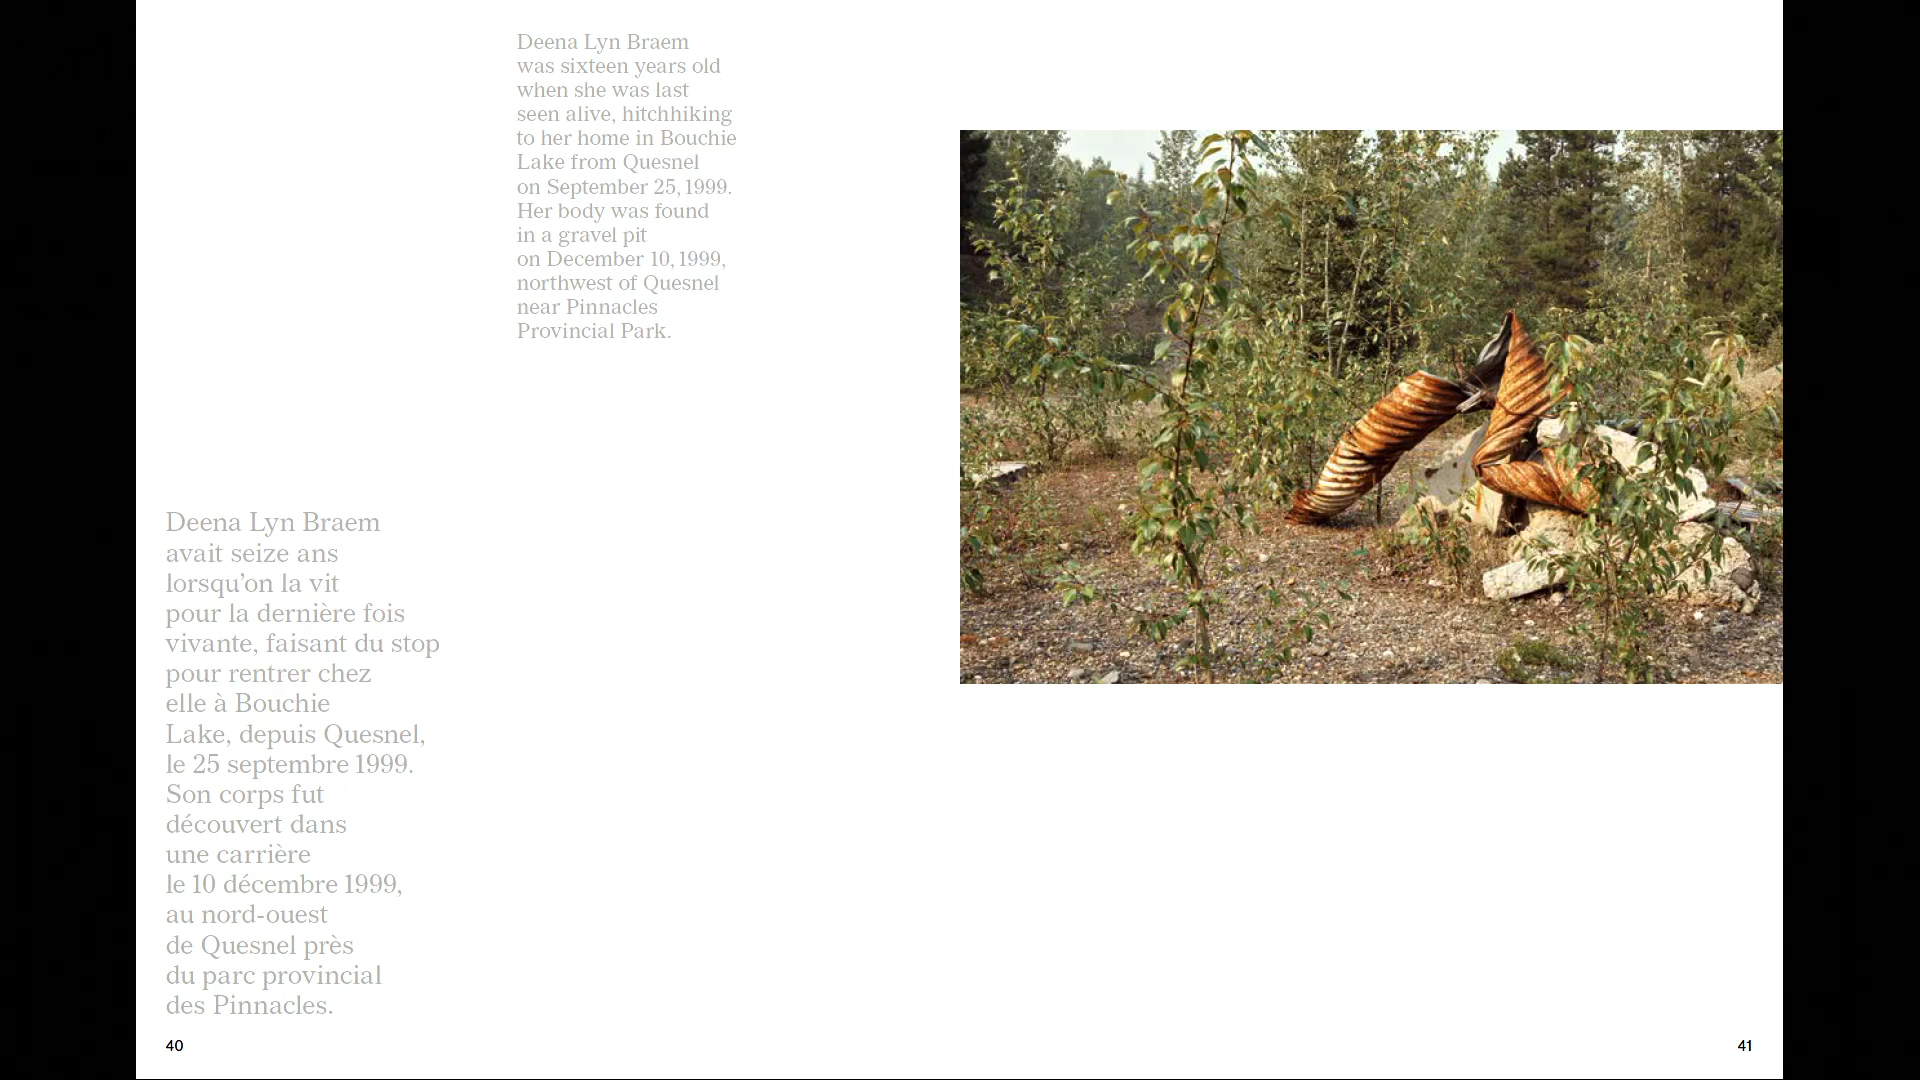 Deena Lyn Braem
was sixteen years old
when she was last
seen alive, hitchhiking
to her home in Bouchie
Lake from Quesnel
on September 25, 1999.
Her body was found
in a gravel pit
on December 10, 1999,
northwest of Quesnel
near Pinnacles
Provincial Park.
Deena Lyn Braem
avait seize ans
lorsqu’on la vit
pour la dernière fois
vivante, faisant du stop
pour rentrer chez
elle à Bouchie
Lake, depuis Quesnel,
le 25 septembre 1999.
Son corps fut
découvert dans
une carrière
le 10 décembre 1999,
au nord-ouest
de Quesnel près
du parc provincial
des Pinnacles.
40
41